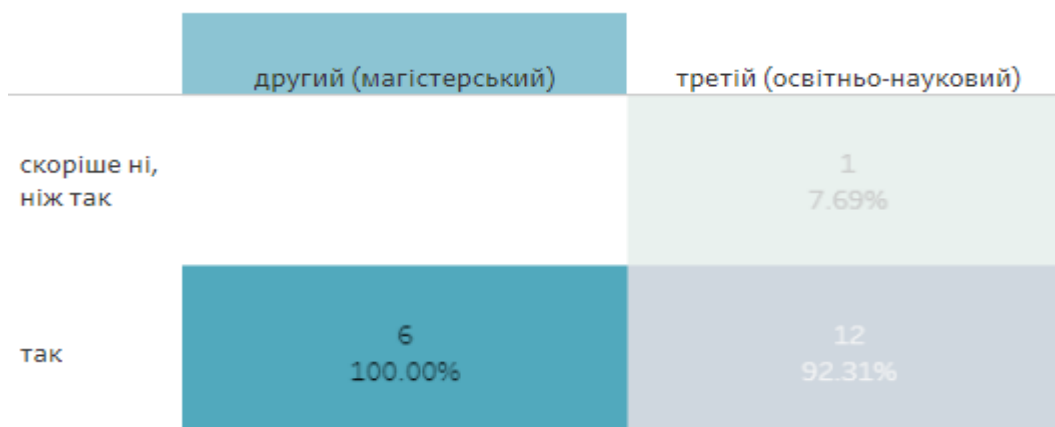 другий (магістерський) третій (освітньо-науковий)
скоріше ні,
ніж так
1
7.69%
так
6
100.00%
12
92.31%